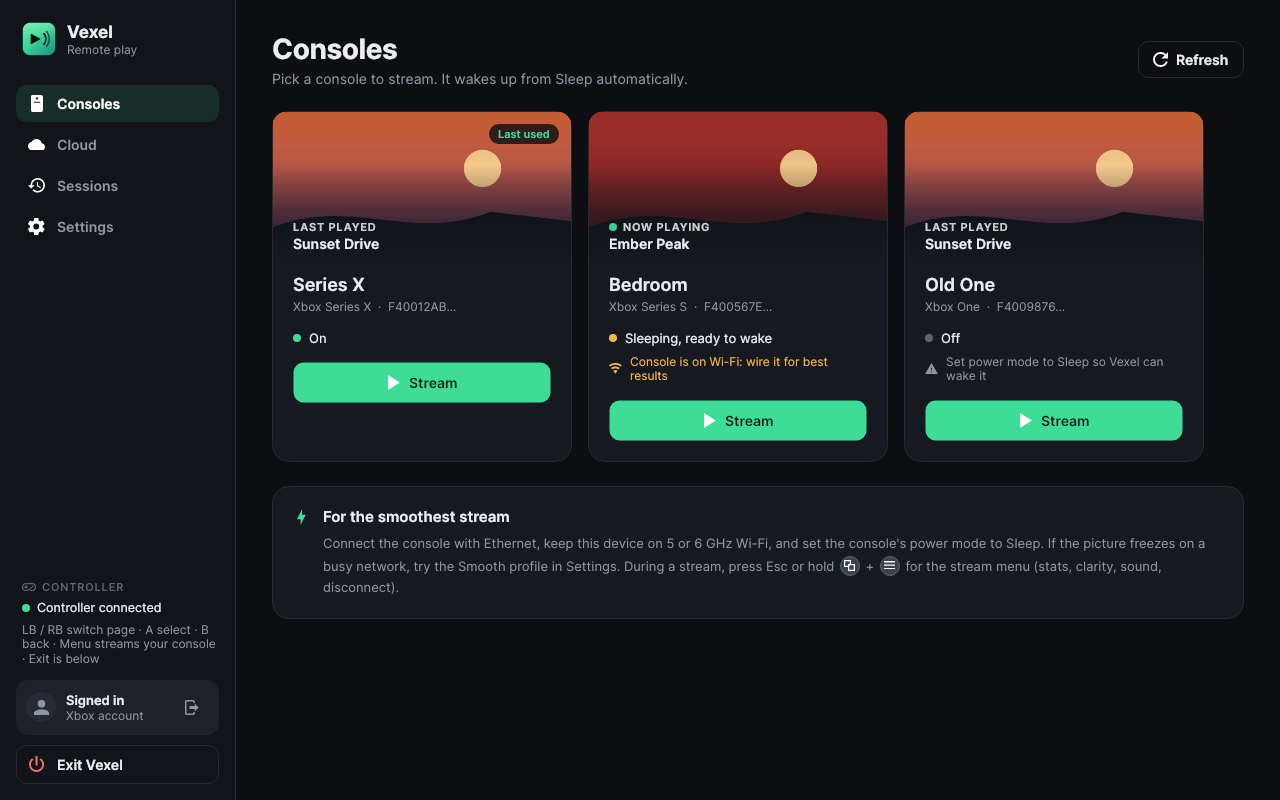 Vexel
Remote play
Consoles
Cloud
Sessions
Settings
CONTROLLER
Controller connected
LB / RB switch page · A select · B
back · Menu streams your console
· Exit is below
Signed in
Xbox account
Exit Vexel
Consoles
Pick a console to stream. It wakes up from Sleep automatically.
Refresh
Last used
LAST PLAYED
Sunset Drive
Series X
Xbox Series X · F40012AB...
On
Stream
NOW PLAYING
Ember Peak
Bedroom
Xbox Series S · F400567E...
Sleeping, ready to wake
Console is on Wi-Fi: wire it for best
results
Stream
LAST PLAYED
Sunset Drive
Old One
Xbox One · F4009876...
Off
Set power mode to Sleep so Vexel can
wake it
Stream
For the smoothest stream
Connect the console with Ethernet, keep this device on 5 or 6 GHz Wi-Fi, and set the console's power mode to Sleep. If the picture freezes on a
busy network, try the Smooth profile in Settings. During a stream, press Esc or hold + for the stream menu (stats, clarity, sound,
disconnect).